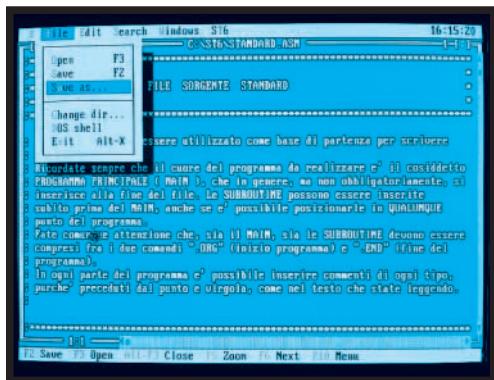 File Edit Search Windows ST6 16:15:20
C:\ST6\STANDARD.ASM 1-[↕]
Open F3
Save F2
Save as...
Change dir...
DOS shell
Exit Alt-X
FILE SORGENTE STANDARD
essere utilizzato come base di partenza per scrivere
Ricordate sempre che il cuore del programma da realizzare e' il cosiddetto
PROGRAMMA PRINCIPALE ( MAIN ), che in genere, ma non obbligatoriamente, si
inserisce alla fine del file. Le SUBROUTINE possono essere inserite
subito prima del MAIN, anche se e' possibile posizionarle in QUALUNQUE
punto del programma.
Fate comunque attenzione che, sia il MAIN, sia le SUBROUTINE devono essere
compresi fra i due comandi ".ORG" (inizio programma) e ".END" (fine del
programma).
In ogni parte del programma e' possibile inserire commenti di ogni tipo,
purche' preceduti dal punto e virgola, come nel testo che state leggendo.
1:1
F2 Save F3 Open Alt-F3 Close F5 Zoom F6 Next F10 Menu